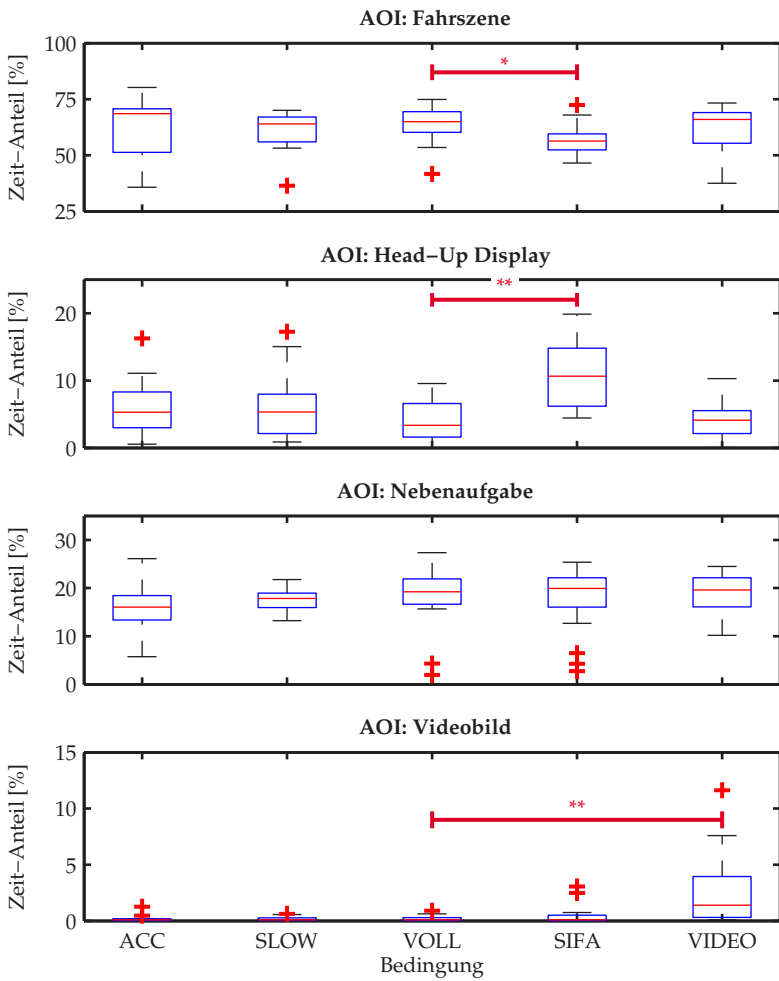 AOI: Fahrszene
Zeit−Anteil [%]
100
75
50
25
*
AOI: Head−Up Display
Zeit−Anteil [%]
20
10
0
**
AOI: Nebenaufgabe
Zeit−Anteil [%]
30
20
10
0
AOI: Videobild
Zeit−Anteil [%]
15
10
5
0
**
ACC SLOW VOLL SIFA VIDEO
Bedingung